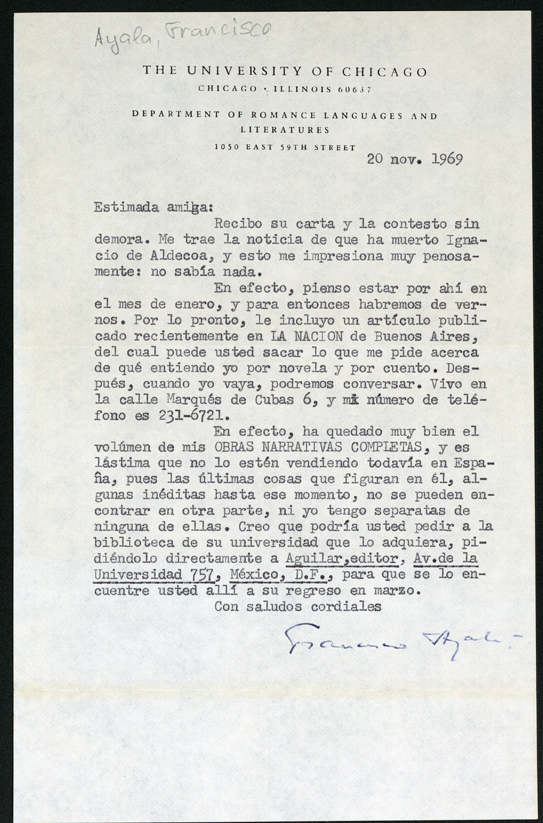 Ayala, Francisco
THE UNIVERSITY OF CHICAGO
CHICAGO · ILLINOIS 60637
DEPARTMENT OF ROMANCE LANGUAGES AND
LITERATURES
1050 EAST 59TH STREET
20 nov. 1969
Estimada amiga:
Recibo su carta y la contesto sin
demora. Me trae la noticia de que ha muerto Igna-
cio de Aldecoa, y esto me impresiona muy penosa-
mente: no sabía nada.
En efecto, pienso estar por ahí en
el mes de enero, y para entonces habremos de ver-
nos. Por lo pronto, le incluyo un artículo publi-
cado recientemente en LA NACION de Buenos Aires,
del cual puede usted sacar lo que me pide acerca
de qué entiendo yo por novela y por cuento. Des-
pués, cuando yo vaya, podremos conversar. Vivo en
la calle Marqués de Cubas 6, y mi número de telé-
fono es 231-6721.
En efecto, ha quedado muy bien el
volúmen de mis OBRAS NARRATIVAS COMPLETAS, y es
lástima que no lo estén vendiendo todavía en Espa-
ña, pues las últimas cosas que figuran en él, al-
gunas inéditas hasta ese momento, no se pueden en-
contrar en otra parte, ni yo tengo separatas de
ninguna de ellas. Creo que podría usted pedir a la
biblioteca de su universidad que lo adquiera, pi-
diéndolo directamente a Aguilar,editor, Av.de la
Universidad 757, México, D.F., para que se lo en-
cuentre usted allí a su regreso en marzo.
Con saludos cordiales
Francisco Ayala